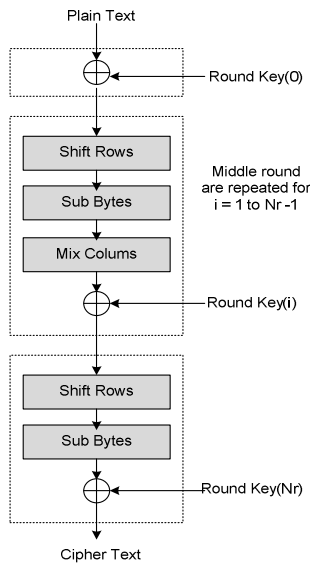 Plain Text
Round Key(0)
Shift Rows
Sub Bytes
Mix Colums
Middle round
are repeated for
i = 1 to Nr -1
Round Key(i)
Shift Rows
Sub Bytes
Round Key(Nr)
Cipher Text